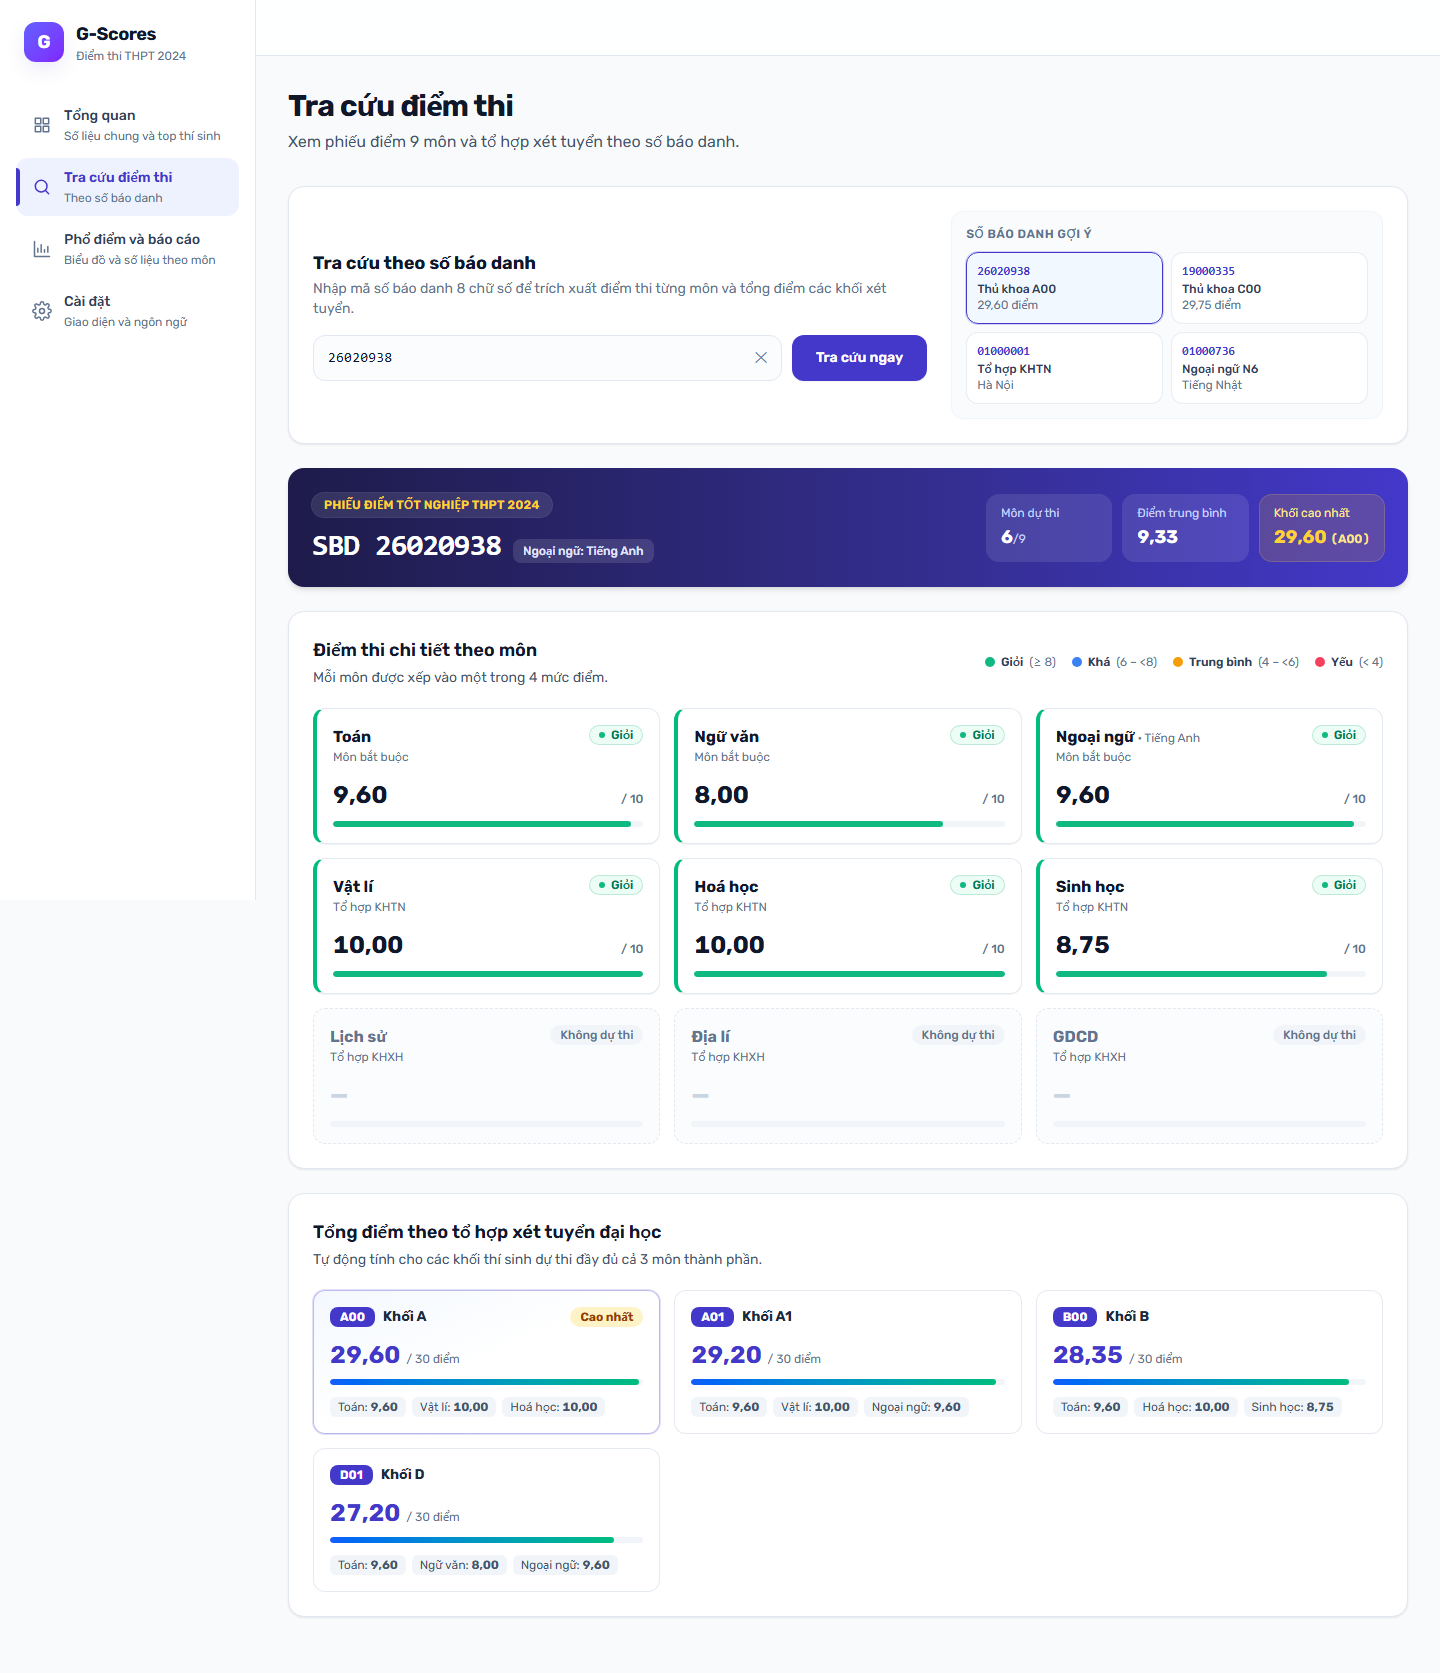 G
G-Scores
Điểm thi THPT 2024
Tổng quan
Số liệu chung và top thí sinh
Tra cứu điểm thi
Theo số báo danh
Phổ điểm và báo cáo
Biểu đồ và số liệu theo môn
Cài đặt
Giao diện và ngôn ngữ
Tra cứu điểm thi
Xem phiếu điểm 9 môn và tổ hợp xét tuyển theo số báo danh.
Tra cứu theo số báo danh
Nhập mã số báo danh 8 chữ số để trích xuất điểm thi từng môn và tổng điểm các khối xét
tuyển.
26020938
Tra cứu ngay
SỐ BÁO DANH GỢI Ý
26020938
Thủ khoa A00
29,60 điểm
19000335
Thủ khoa C00
29,75 điểm
01000001
Tổ hợp KHTN
Hà Nội
01000736
Ngoại ngữ N6
Tiếng Nhật
PHIẾU ĐIỂM TỐT NGHIỆP THPT 2024
SBD 26020938
Ngoại ngữ: Tiếng Anh
Môn dự thi
6/9
Điểm trung bình
9,33
Khối cao nhất
29,60 (A00)
Điểm thi chi tiết theo môn
Mỗi môn được xếp vào một trong 4 mức điểm.
Giỏi (≥ 8)
Khá (6 – <8)
Trung bình (4 – <6)
Yếu (< 4)
Toán
Giỏi
Môn bắt buộc
9,60
/ 10
Ngữ văn
Giỏi
Môn bắt buộc
8,00
/ 10
Ngoại ngữ · Tiếng Anh
Giỏi
Môn bắt buộc
9,60
/ 10
Vật lí
Giỏi
Tổ hợp KHTN
10,00
/ 10
Hoá học
Giỏi
Tổ hợp KHTN
10,00
/ 10
Sinh học
Giỏi
Tổ hợp KHTN
8,75
/ 10
Lịch sử
Không dự thi
Tổ hợp KHXH
—
Địa lí
Không dự thi
Tổ hợp KHXH
—
GDCD
Không dự thi
Tổ hợp KHXH
—
Tổng điểm theo tổ hợp xét tuyển đại học
Tự động tính cho các khối thí sinh dự thi đầy đủ cả 3 môn thành phần.
A00 Khối A
Cao nhất
29,60 / 30 điểm
Toán: 9,60 Vật lí: 10,00 Hoá học: 10,00
A01 Khối A1
29,20 / 30 điểm
Toán: 9,60 Vật lí: 10,00 Ngoại ngữ: 9,60
B00 Khối B
28,35 / 30 điểm
Toán: 9,60 Hoá học: 10,00 Sinh học: 8,75
D01 Khối D
27,20 / 30 điểm
Toán: 9,60 Ngữ văn: 8,00 Ngoại ngữ: 9,60